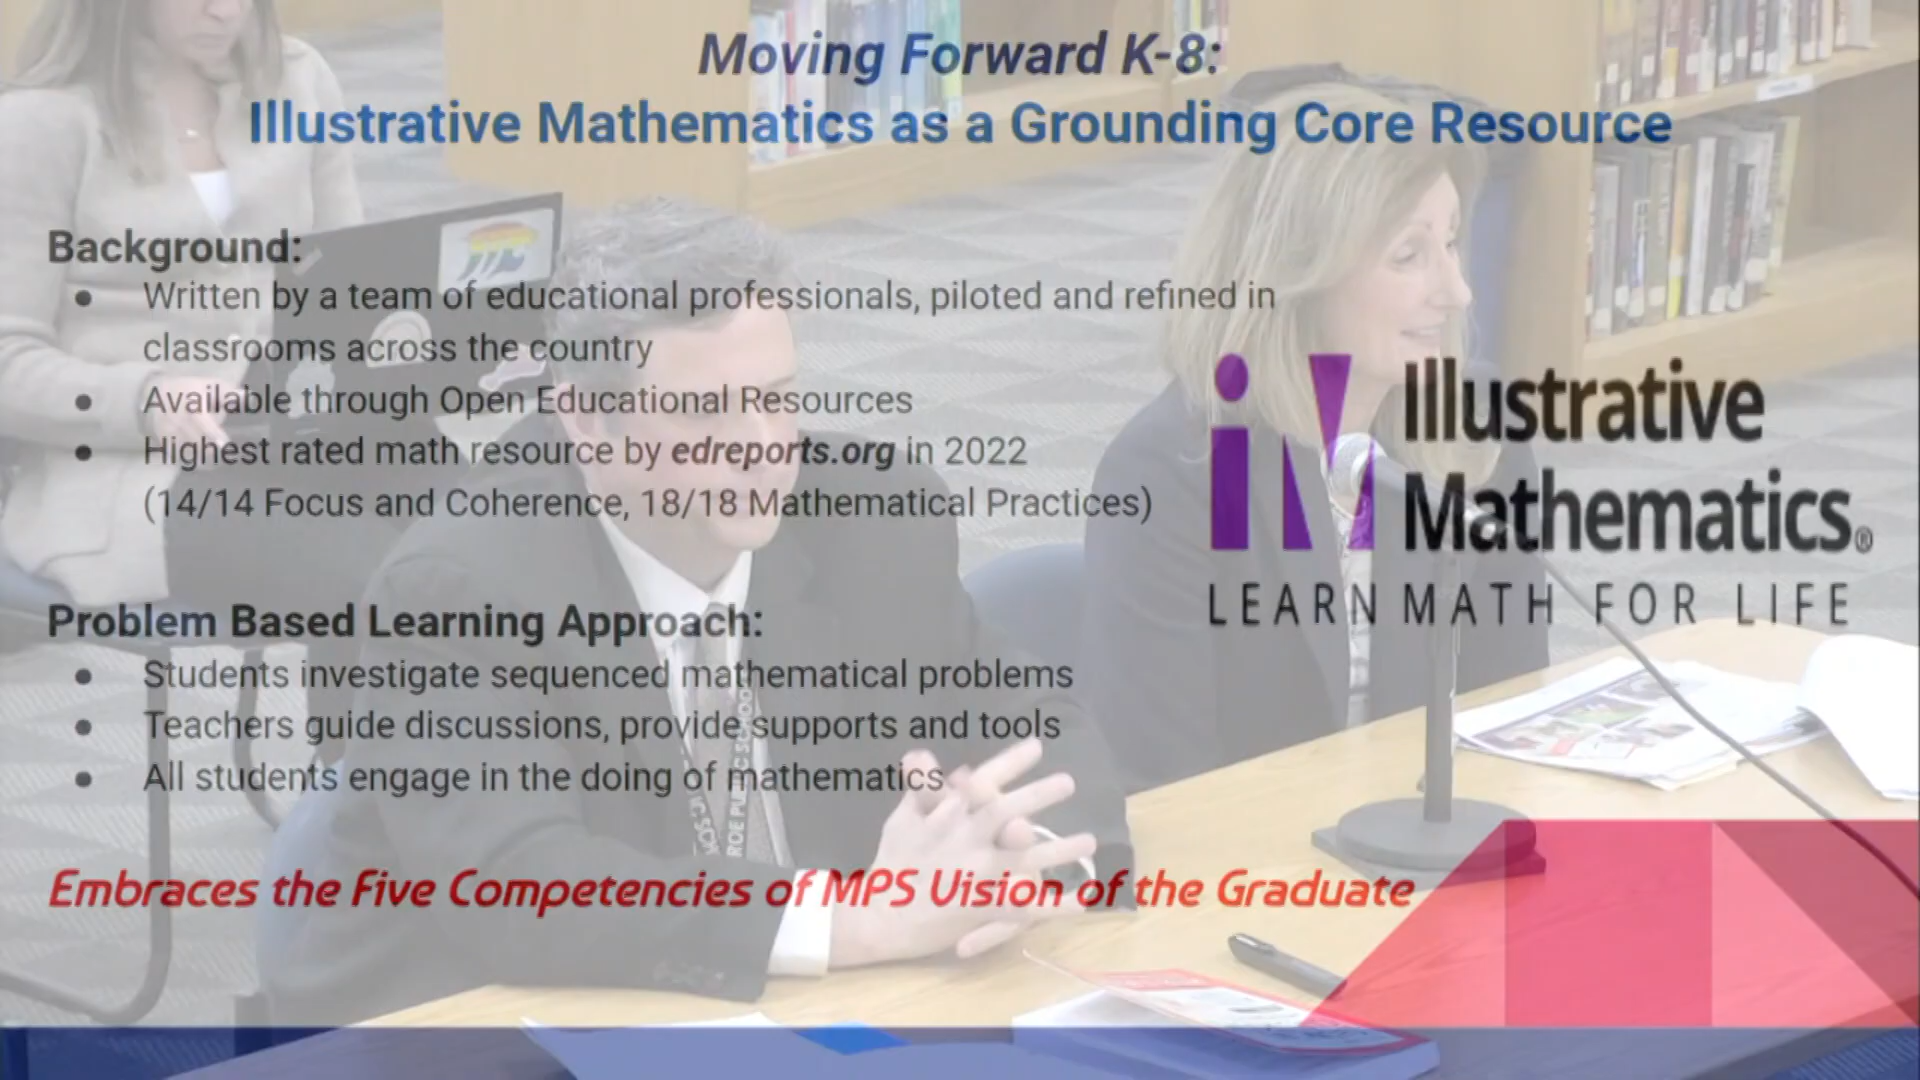 Moving Forward K-8:
Illustrative Mathematics as a Grounding Core Resource
Background:
● Written by a team of educational professionals, piloted and refined in
classrooms across the country
● Available through Open Educational Resources
● Highest rated math resource by edreports.org in 2022
(14/14 Focus and Coherence, 18/18 Mathematical Practices)
Illustrative
Mathematics®
LEARN MATH FOR LIFE
Problem Based Learning Approach:
● Students investigate sequenced mathematical problems
● Teachers guide discussions, provide supports and tools
● All students engage in the doing of mathematics
Embraces the Five Competencies of MPS Vision of the Graduate